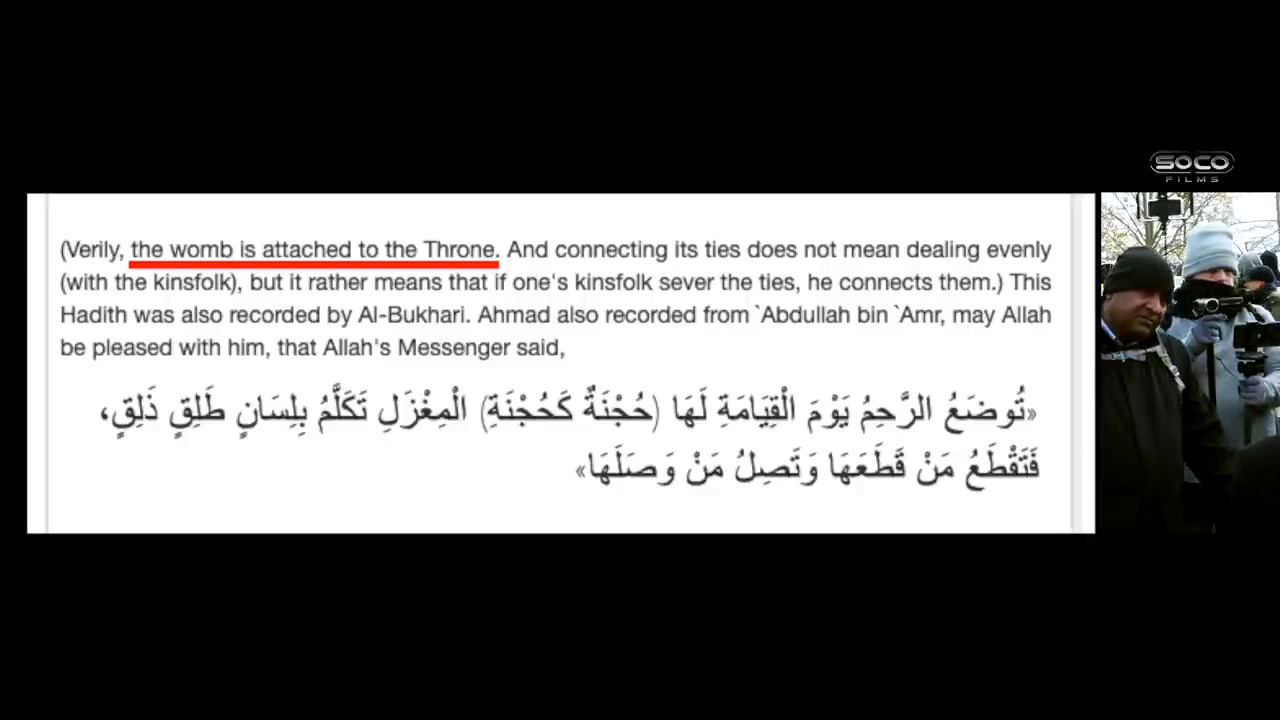 SOCO
FILMS
(Verily, the womb is attached to the Throne. And connecting its ties does not mean dealing evenly
(with the kinsfolk), but it rather means that if one's kinsfolk sever the ties, he connects them.) This
Hadith was also recorded by Al-Bukhari. Ahmad also recorded from `Abdullah bin `Amr, may Allah
be pleased with him, that Allah's Messenger said,
«تُوضَعُ الرَّحِمُ يَوْمَ الْقِيَامَةِ لَهَا (حُجْنَةٌ كَحُجْنَةِ) الْمِغْزَلِ تَكَلَّمُ بِلِسَانٍ طَلِقٍ ذَلِقٍ،
فَتَقْطَعُ مَنْ قَطَعَهَا وَتَصِلُ مَنْ وَصَلَهَا»